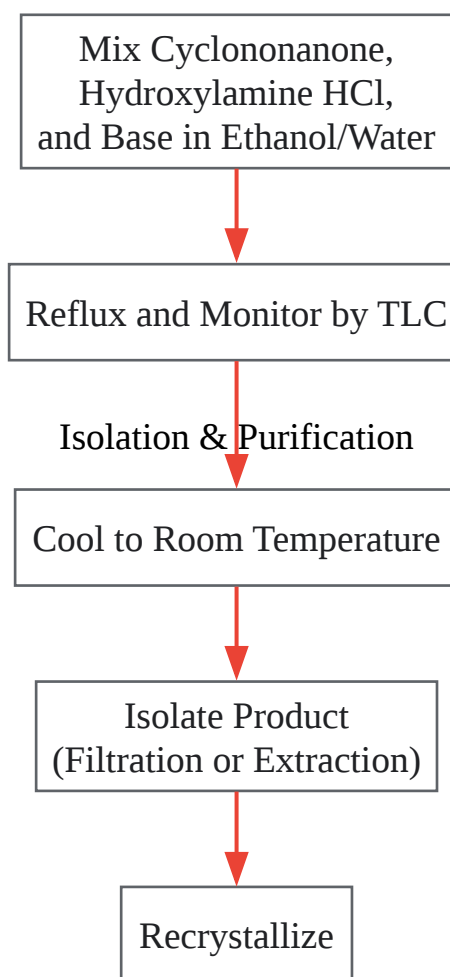 Mix Cyclononanone,
Hydroxylamine HCl,
and Base in Ethanol/Water
Reflux and Monitor by TLC
Isolation & Purification
Cool to Room Temperature
Isolate Product
(Filtration or Extraction)
Recrystallize